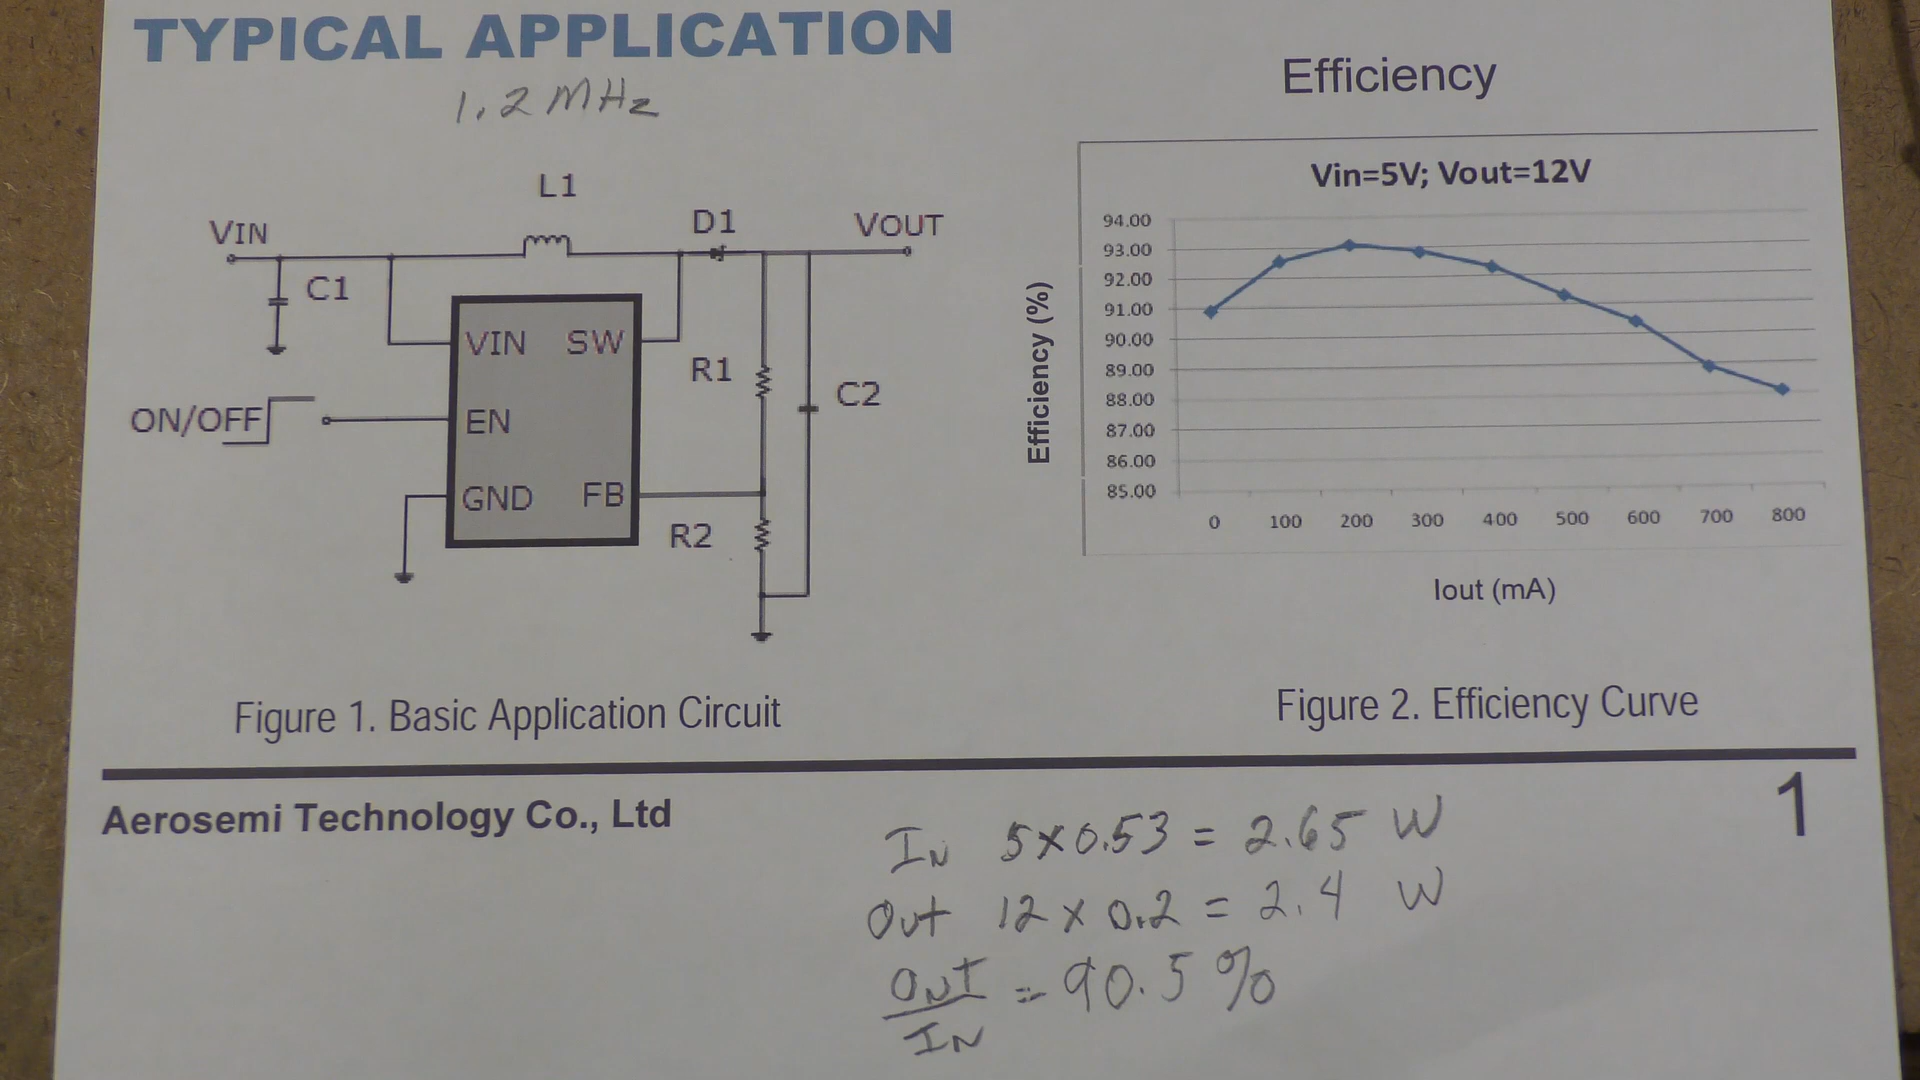 TYPICAL APPLICATION
1.2 MHz
L1
D1
VIN
VOUT
C1
VIN SW
R1
C2
ON/OFF
EN
GND FB
R2
Figure 1. Basic Application Circuit
Efficiency
Vin=5V; Vout=12V
94.00
93.00
92.00
91.00
90.00
89.00
88.00
87.00
86.00
85.00
Efficiency (%)
0 100 200 300 400 500 600 700 800
Iout (mA)
Figure 2. Efficiency Curve
Aerosemi Technology Co., Ltd
1
IN 5x0.53 = 2.65 W
Out 12 x 0.2 = 2.4 W
OUT
IN
= 90.5 %